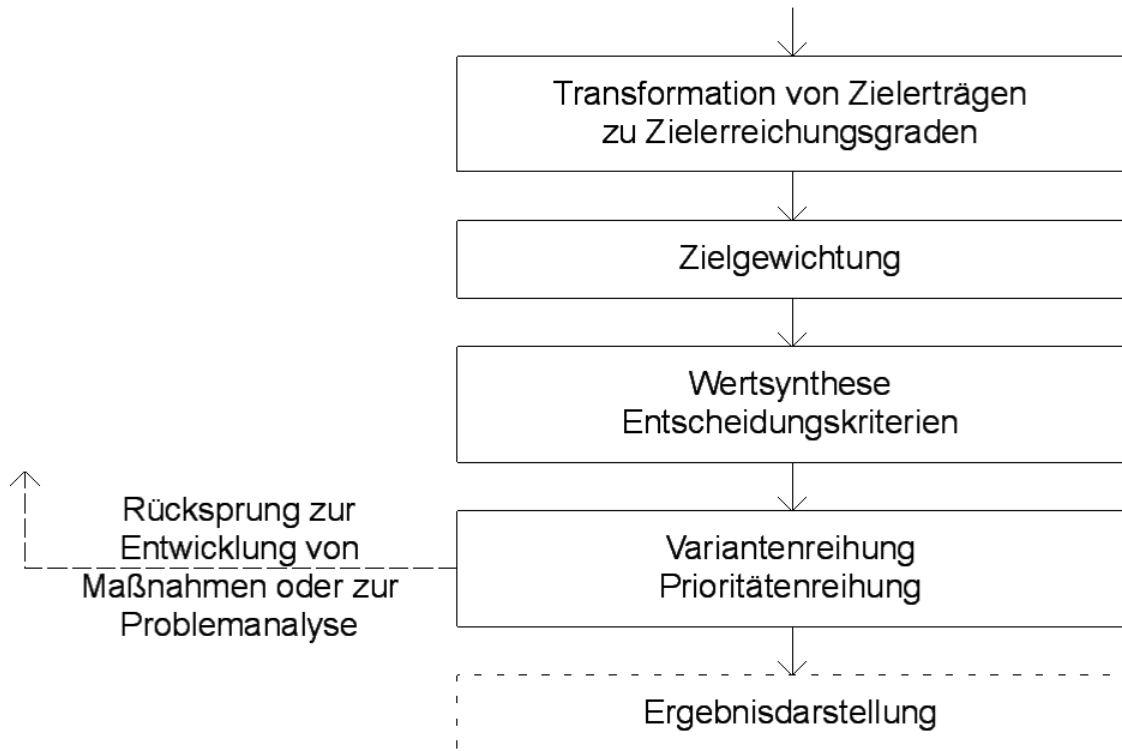 Transformation von Zielerträgen
zu Zielerreichungsgraden
Zielgewichtung
Wertsynthese
Entscheidungskriterien
Rücksprung zur
Entwicklung von
Maßnahmen oder zur
Problemanalyse
Variantenreihung
Prioritätenreihung
Ergebnisdarstellung